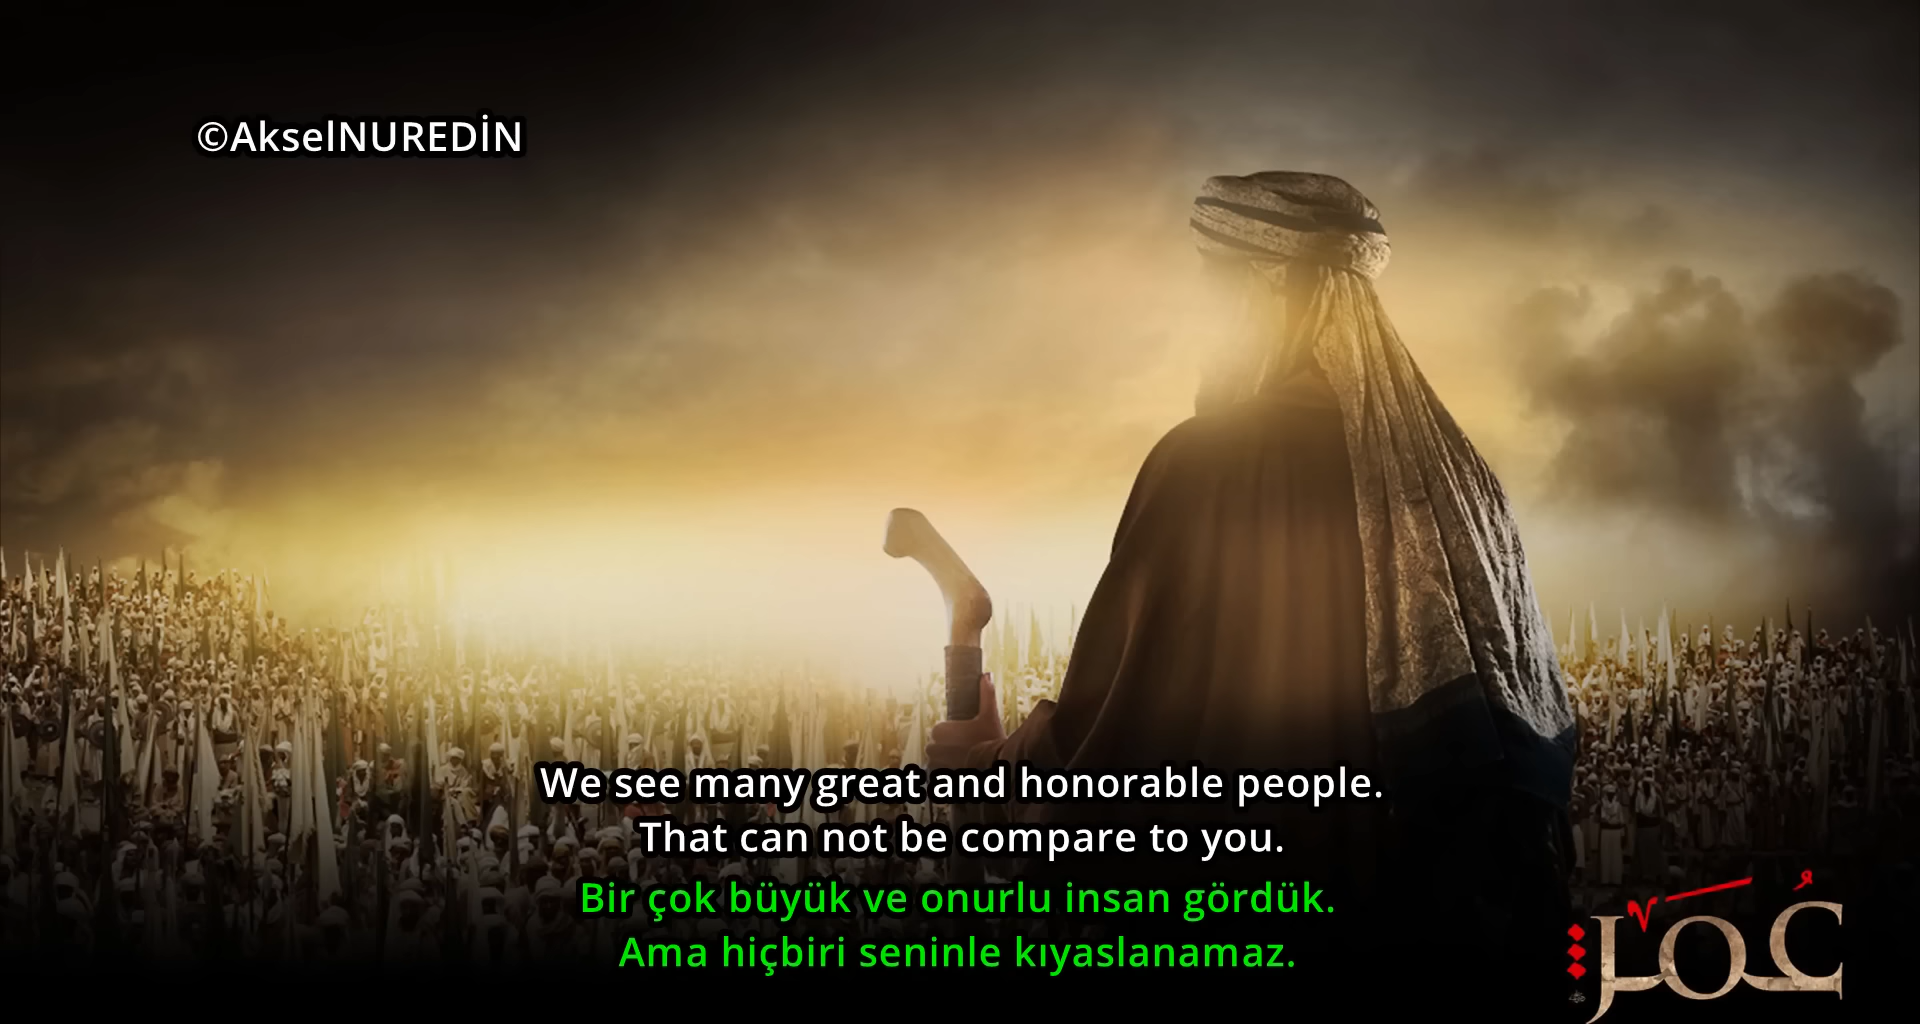 ©AkselNUREDİN
We see many great and honorable people.
That can not be compare to you.
Bir çok büyük ve onurlu insan gördük.
Ama hiçbiri seninle kıyaslanamaz.
عُمَر